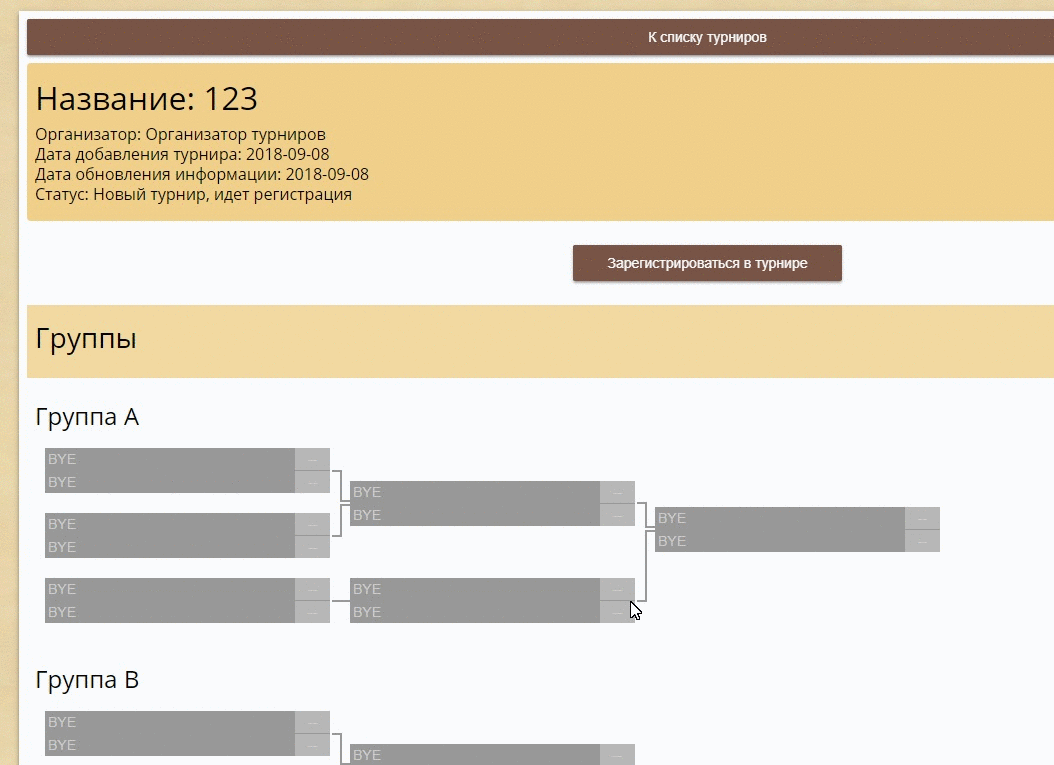 К списку турниров
Название: 123
Организатор: Организатор турниров
Дата добавления турнира: 2018-09-08
Дата обновления информации: 2018-09-08
Статус: Новый турнир, идет регистрация
Зарегистрироваться в турнире
Группы
Группа A
BYE --
BYE --
BYE --
BYE --
BYE --
BYE --
BYE --
BYE --
BYE --
BYE --
BYE --
BYE --
Группа B
BYE --
BYE --
BYE --